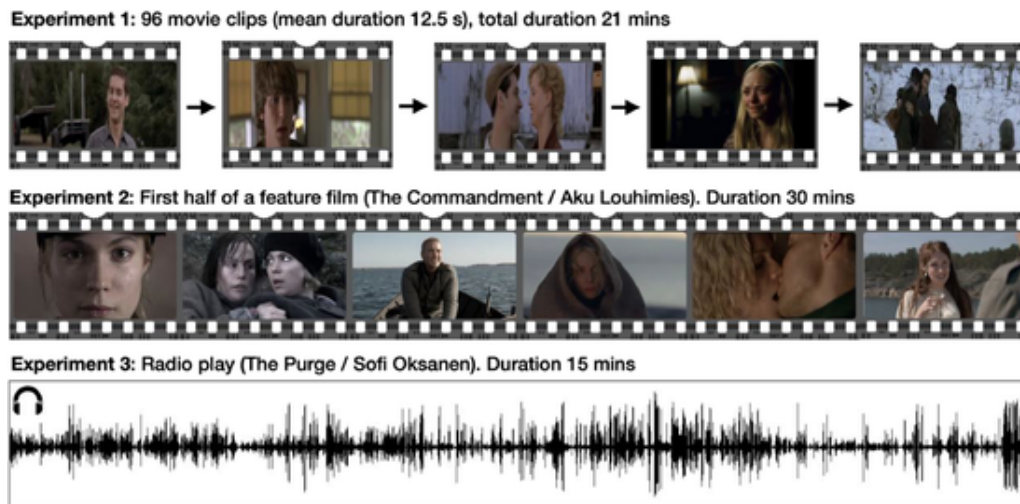 Experiment 1: 96 movie clips (mean duration 12.5 s), total duration 21 mins
Experiment 2: First half of a feature film (The Commandment / Aku Louhimies). Duration 30 mins
Experiment 3: Radio play (The Purge / Sofi Oksanen). Duration 15 mins